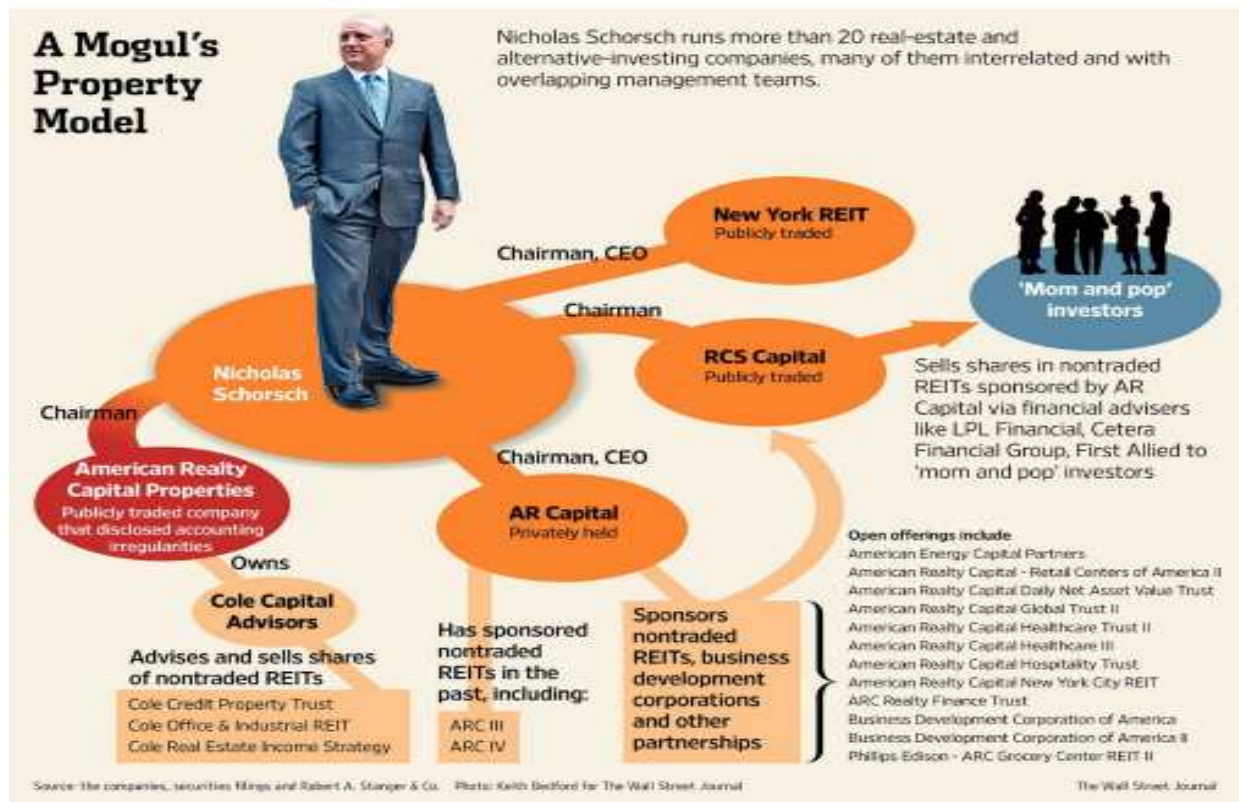 A Mogul's
Property
Model
Nicholas Schorsch runs more than 20 real-estate and
alternative-investing companies, many of them interrelated and with
overlapping management teams.
New York REIT
Publicly traded
Chairman, CEO
'Mom and pop'
investors
Chairman
RCS Capital
Publicly traded
Sells shares in nontraded
REITs sponsored by AR
Capital via financial advisers
like LPL Financial, Cetera
Financial Group, First Allied to
'mom and pop' investors
Nicholas
Schorsch
Chairman
American Realty
Capital Properties
Publicly traded company
that disclosed accounting
irregularities
Chairman, CEO
AR Capital
Privately held
Owns
Cole Capital
Advisors
Advises and sells shares
of nontraded REITs
Cole Credit Property Trust
Cole Office & Industrial REIT
Cole Real Estate Income Strategy
Has sponsored
nontraded
REITs in the
past, including:
ARC III
ARC IV
Sponsors
nontraded
REITs, business
development
corporations
and other
partnerships
Open offerings include
American Energy Capital Partners
American Realty Capital - Retail Centers of America II
American Realty Capital Daily Net Asset Value Trust
American Realty Capital Global Trust II
American Realty Capital Healthcare Trust II
American Realty Capital Healthcare III
American Realty Capital Hospitality Trust
American Realty Capital New York City REIT
ARC Realty Finance Trust
Business Development Corporation of America
Business Development Corporation of America II
Phillips Edison - ARC Grocery Center REIT II
Source: the companies, securities filings and Robert A. Stanger & Co. Photo: Keith Bedford for The Wall Street Journal
The Wall Street Journal